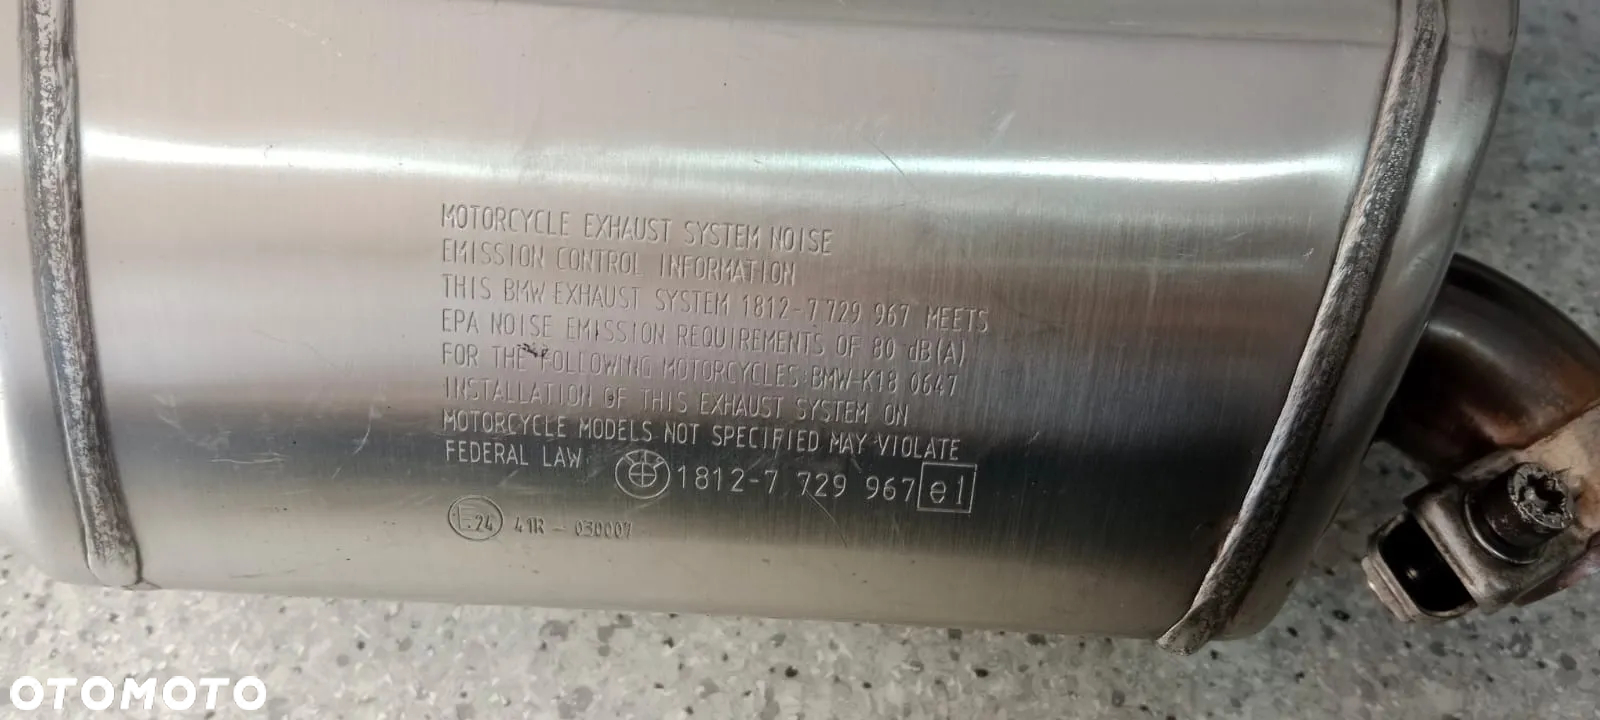 MOTORCYCLE EXHAUST SYSTEM NOISE
EMISSION CONTROL INFORMATION
THIS BMW EXHAUST SYSTEM 1812-7 729 967 MEETS
EPA NOISE EMISSION REQUIREMENTS OF 80 dB(A)
FOR THE FOLLOWING MOTORCYCLES:BMW-K18 0647
INSTALLATION OF THIS EXHAUST SYSTEM ON
MOTORCYCLE MODELS NOT SPECIFIED MAY VIOLATE
FEDERAL LAW.
1812-7 729 967 e1
E24 41R - 030007
OTOMOTO